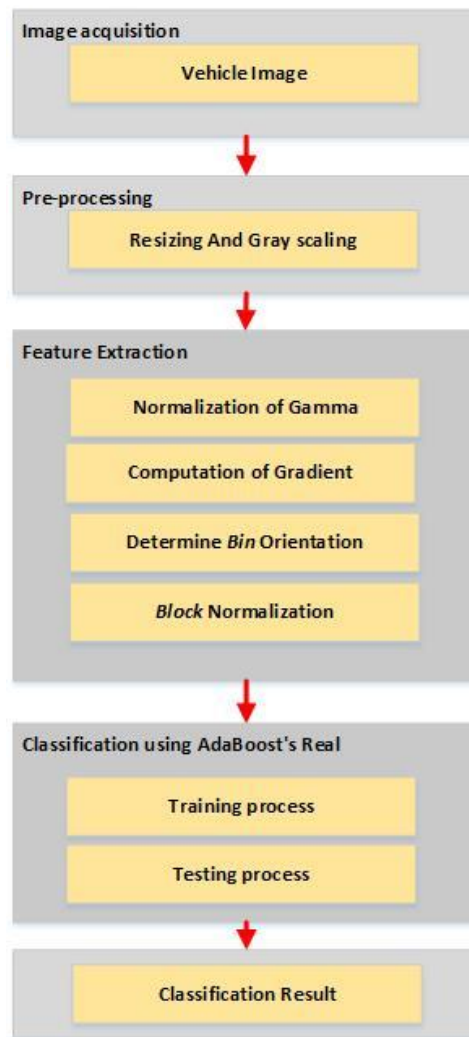 Image acquisition
Vehicle Image
Pre-processing
Resizing And Gray scaling
Feature Extraction
Normalization of Gamma
Computation of Gradient
Determine Bin Orientation
Block Normalization
Classification using AdaBoost's Real
Training process
Testing process
Classification Result